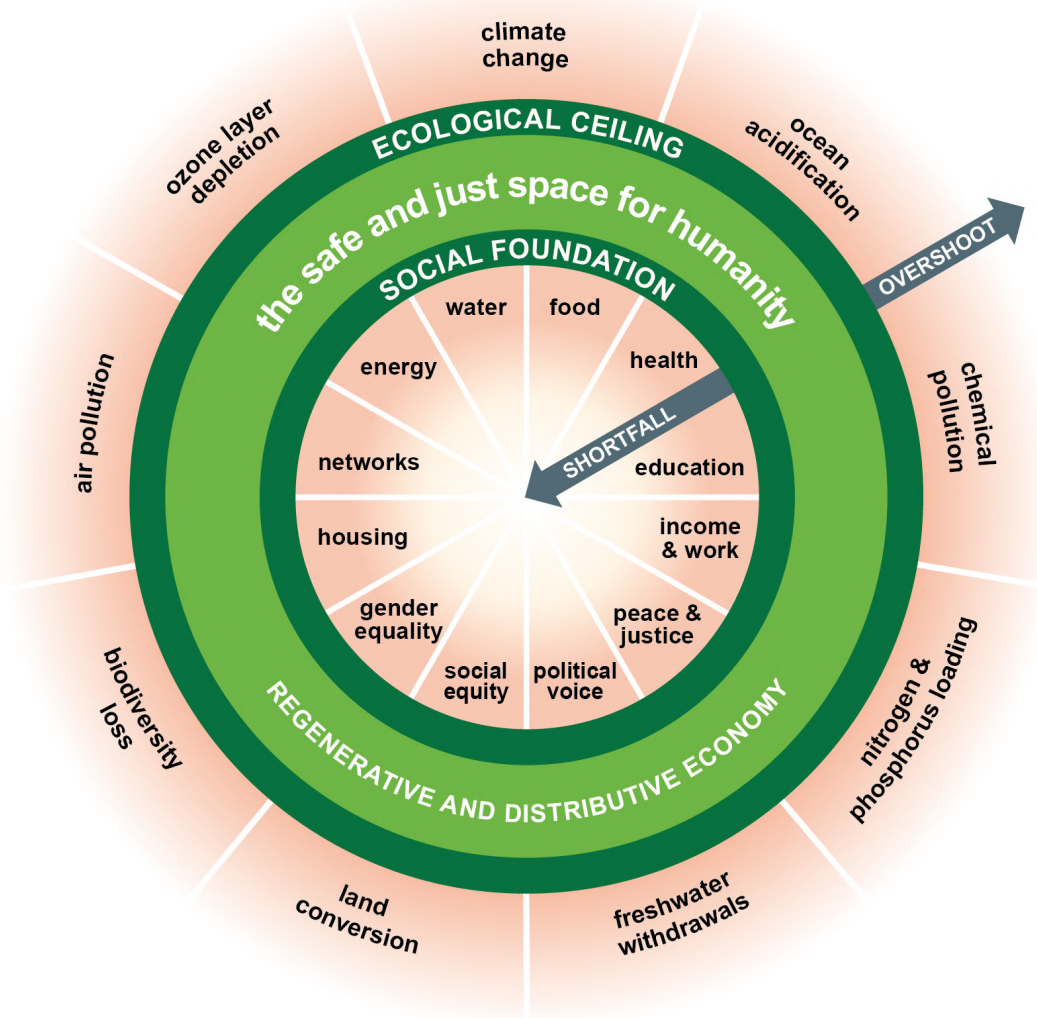 climate
change
ozone layer
depletion
ocean
acidification
ECOLOGICAL CEILING
the safe and just space for humanity
SOCIAL FOUNDATION
OVERSHOOT
water
food
energy
health
air pollution
chemical
pollution
SHORTFALL
networks
education
housing
income
& work
gender
equality
peace &
justice
social
equity
political
voice
biodiversity
loss
nitrogen &
phosphorus loading
REGENERATIVE AND DISTRIBUTIVE ECONOMY
land
conversion
freshwater
withdrawals